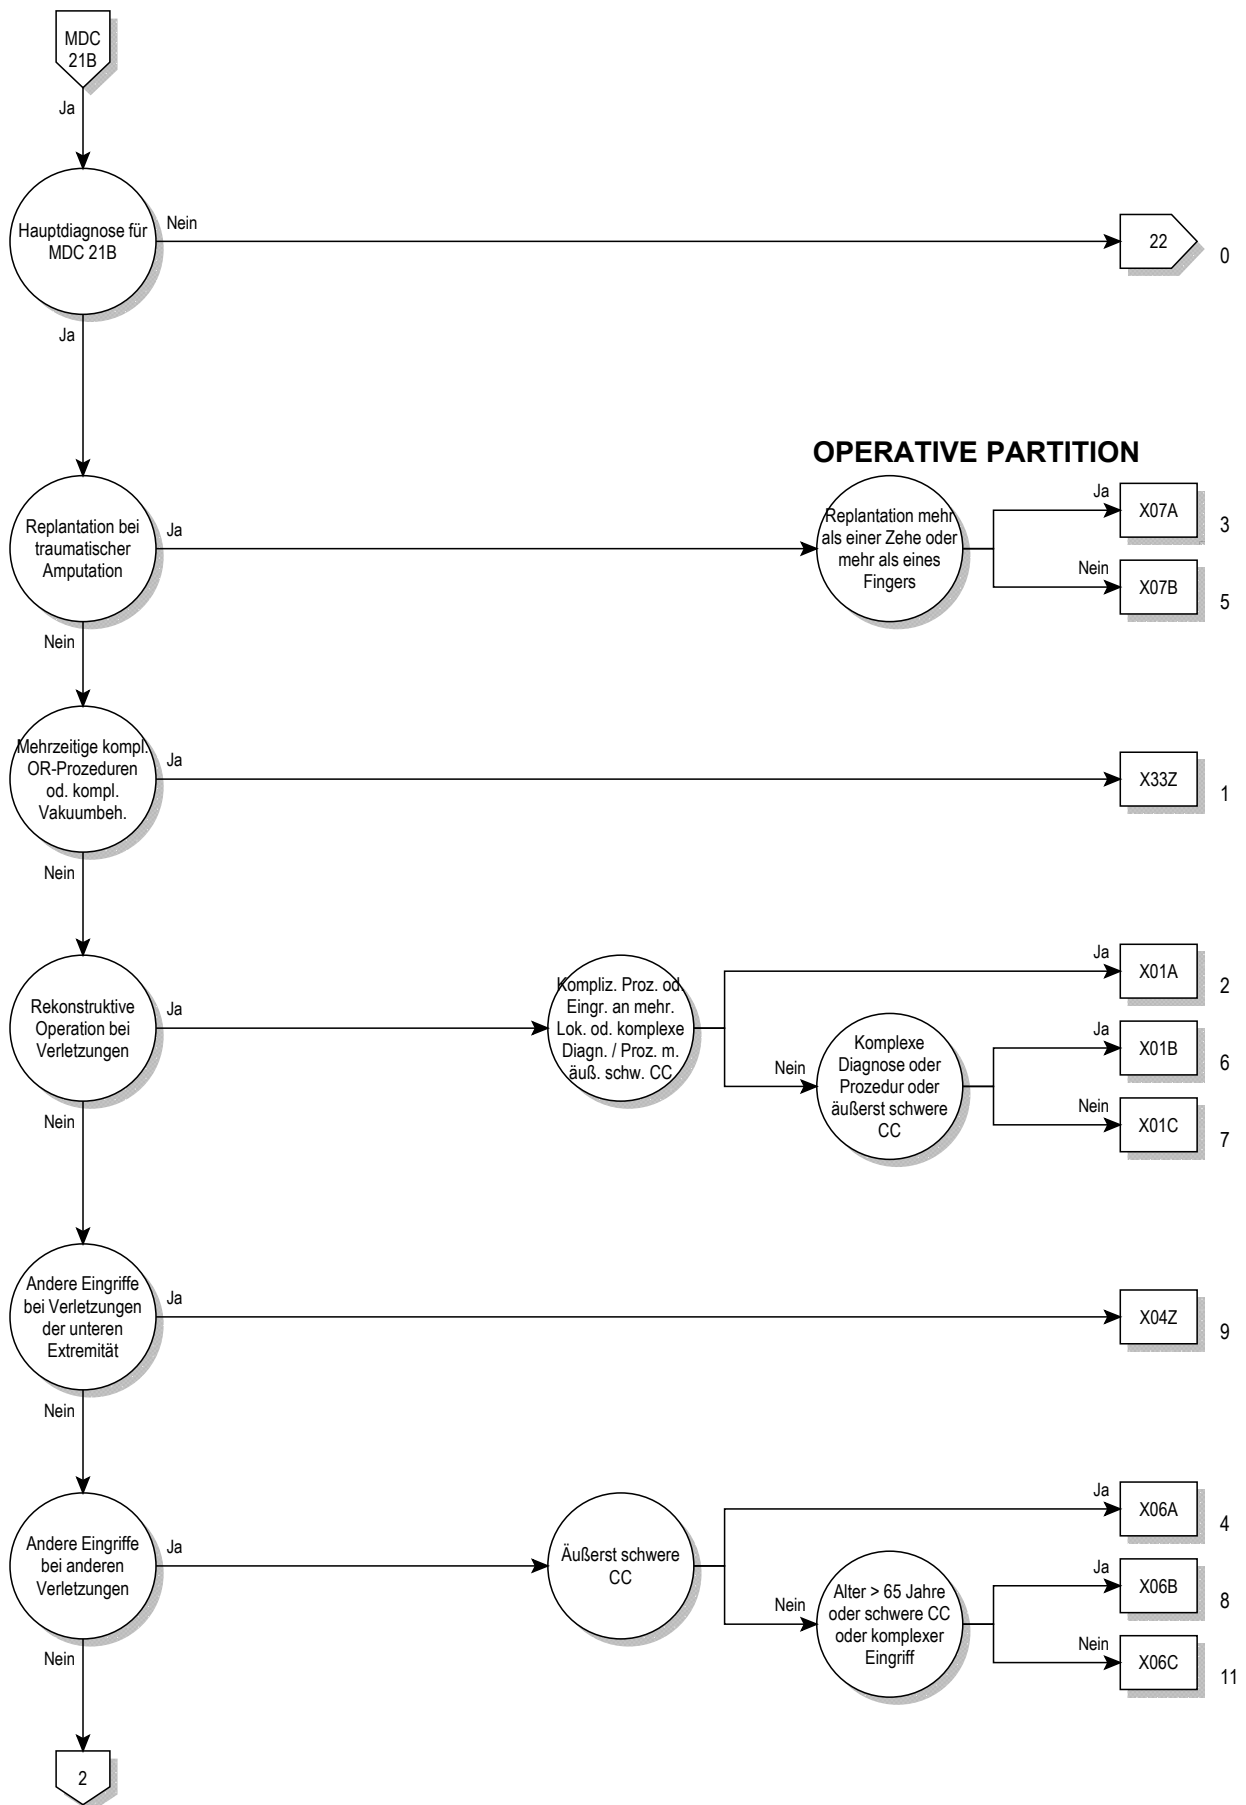 MDC
21B
Ja
Hauptdiagnose für
MDC 21B
Nein
22
0
Ja
OPERATIVE PARTITION
Replantation bei
traumatischer
Amputation
Ja
Replantation mehr
als einer Zehe oder
mehr als eines
Fingers
Ja
X07A
3
Nein
X07B
5
Nein
Mehrzeitige kompl.
OR-Prozeduren
od. kompl.
Vakuumbeh.
Ja
X33Z
1
Nein
Rekonstruktive
Operation bei
Verletzungen
Ja
Kompliz. Proz. od.
Eingr. an mehr.
Lok. od. komplexe
Diagn. / Proz. m.
äuß. schw. CC
Ja
X01A
2
Nein
Komplexe
Diagnose oder
Prozedur oder
äußerst schwere
CC
Ja
X01B
6
Nein
X01C
7
Nein
Andere Eingriffe
bei Verletzungen
der unteren
Extremität
Ja
X04Z
9
Nein
Andere Eingriffe
bei anderen
Verletzungen
Ja
Äußerst schwere
CC
Ja
X06A
4
Nein
Alter > 65 Jahre
oder schwere CC
oder komplexer
Eingriff
Ja
X06B
8
Nein
X06C
11
Nein
2